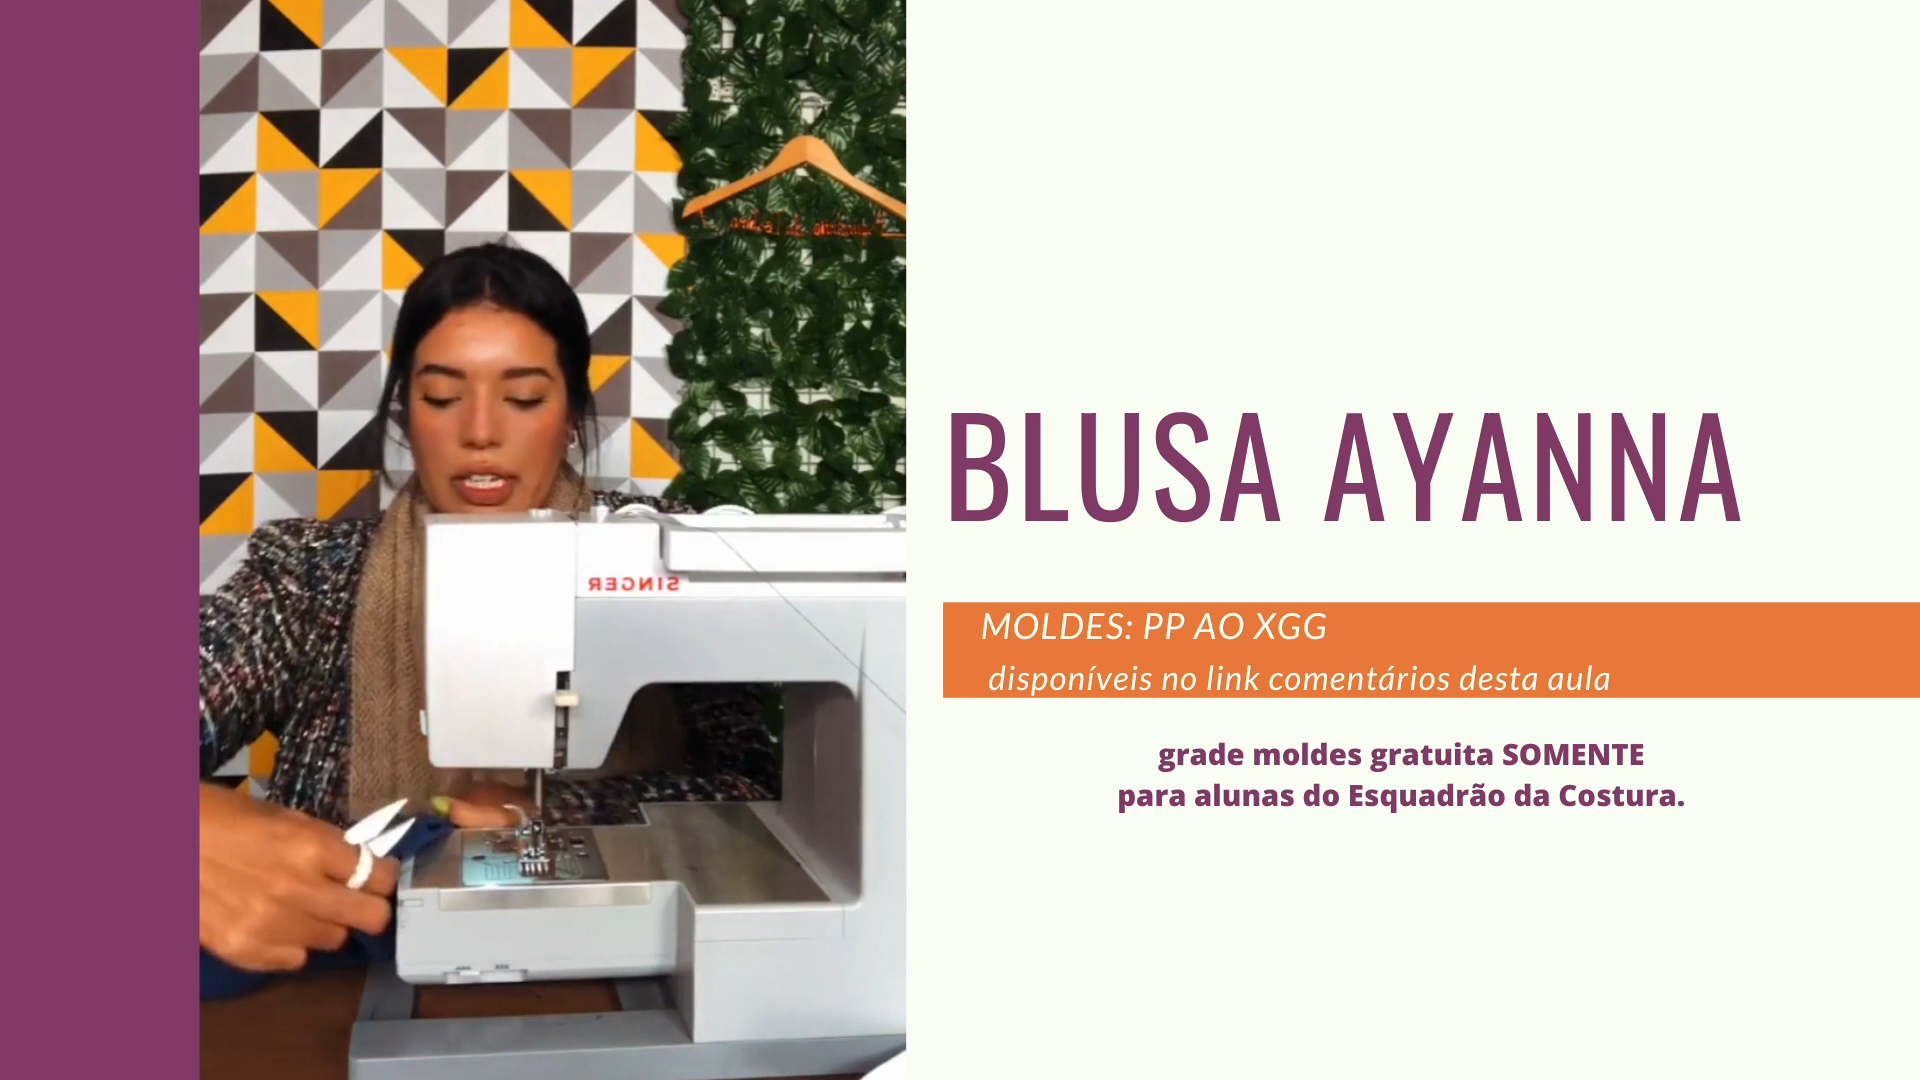 SINGER
BLUSA AYANNA
MOLDES: PP AO XGG
disponíveis no link comentários desta aula
grade moldes gratuita SOMENTE
para alunas do Esquadrão da Costura.